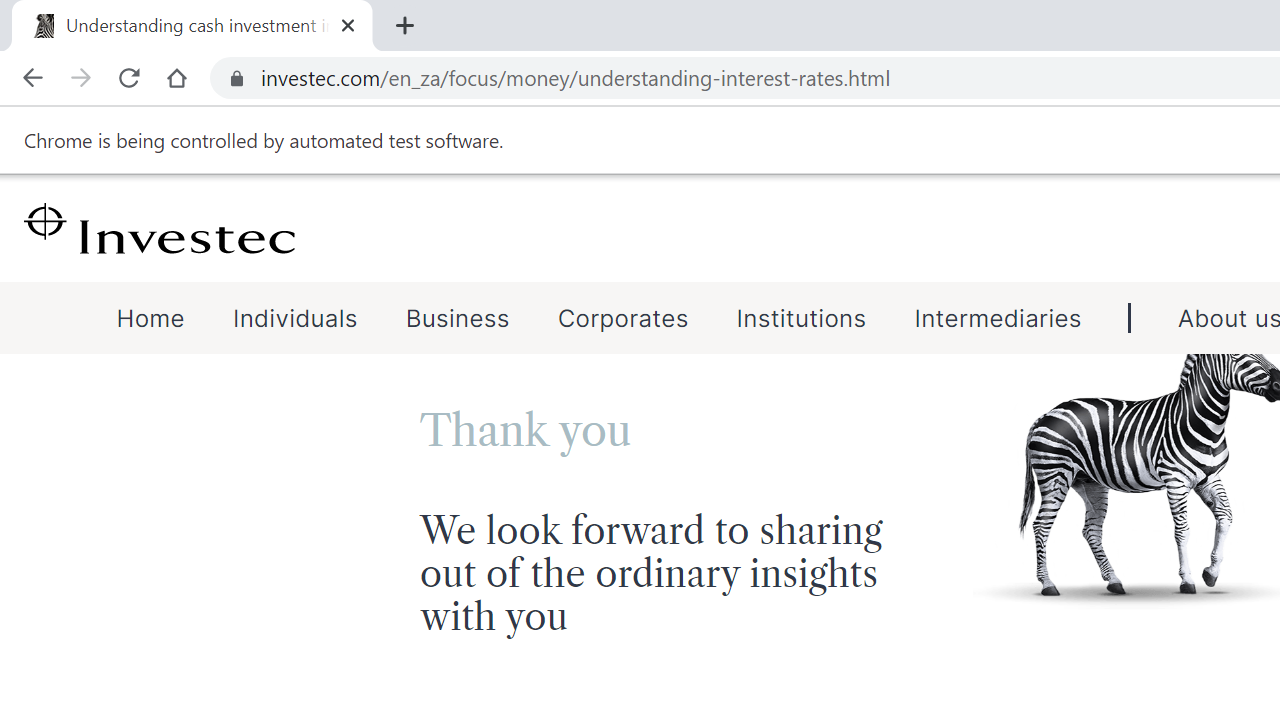 Understanding cash investment i
investec.com/en_za/focus/money/understanding-interest-rates.html
Chrome is being controlled by automated test software.
Investec
Home Individuals Business Corporates Institutions Intermediaries About us
Thank you
We look forward to sharing
out of the ordinary insights
with you